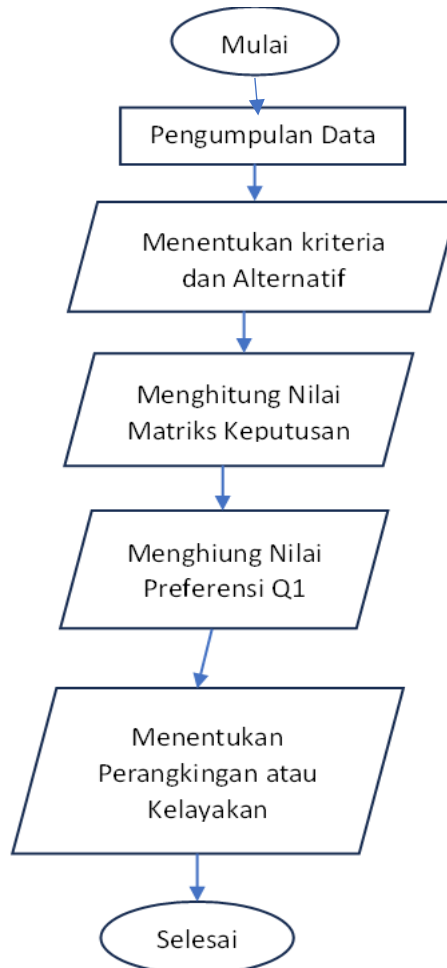 Mulai
Pengumpulan Data
Menentukan kriteria
dan Alternatif
Menghitung Nilai
Matriks Keputusan
Menghiung Nilai
Preferensi Q1
Menentukan
Perangkingan atau
Kelayakan
Selesai